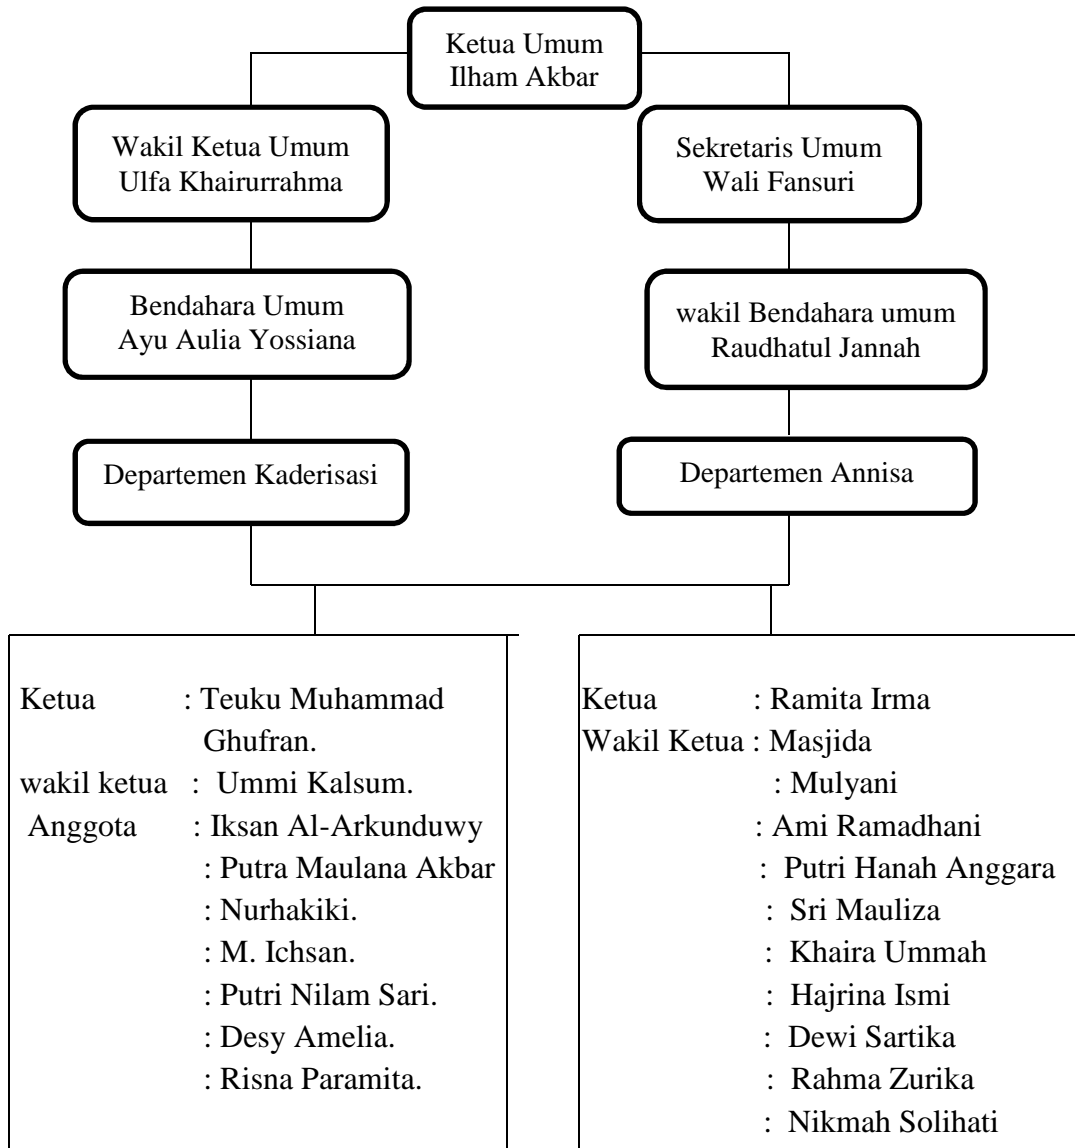 Ketua Umum
Ilham Akbar
Wakil Ketua Umum
Ulfa Khairurrahma
Sekretaris Umum
Wali Fansuri
Bendahara Umum
Ayu Aulia Yossiana
wakil Bendahara umum
Raudhatul Jannah
Departemen Kaderisasi
Departemen Annisa
Ketua : Teuku Muhammad
Ghufran.
wakil ketua : Ummi Kalsum.
Anggota : Iksan Al-Arkunduwy
: Putra Maulana Akbar
: Nurhakiki.
: M. Ichsan.
: Putri Nilam Sari.
: Desy Amelia.
: Risna Paramita.
Ketua : Ramita Irma
Wakil Ketua : Masjida
: Mulyani
: Ami Ramadhani
: Putri Hanah Anggara
: Sri Mauliza
: Khaira Ummah
: Hajrina Ismi
: Dewi Sartika
: Rahma Zurika
: Nikmah Solihati